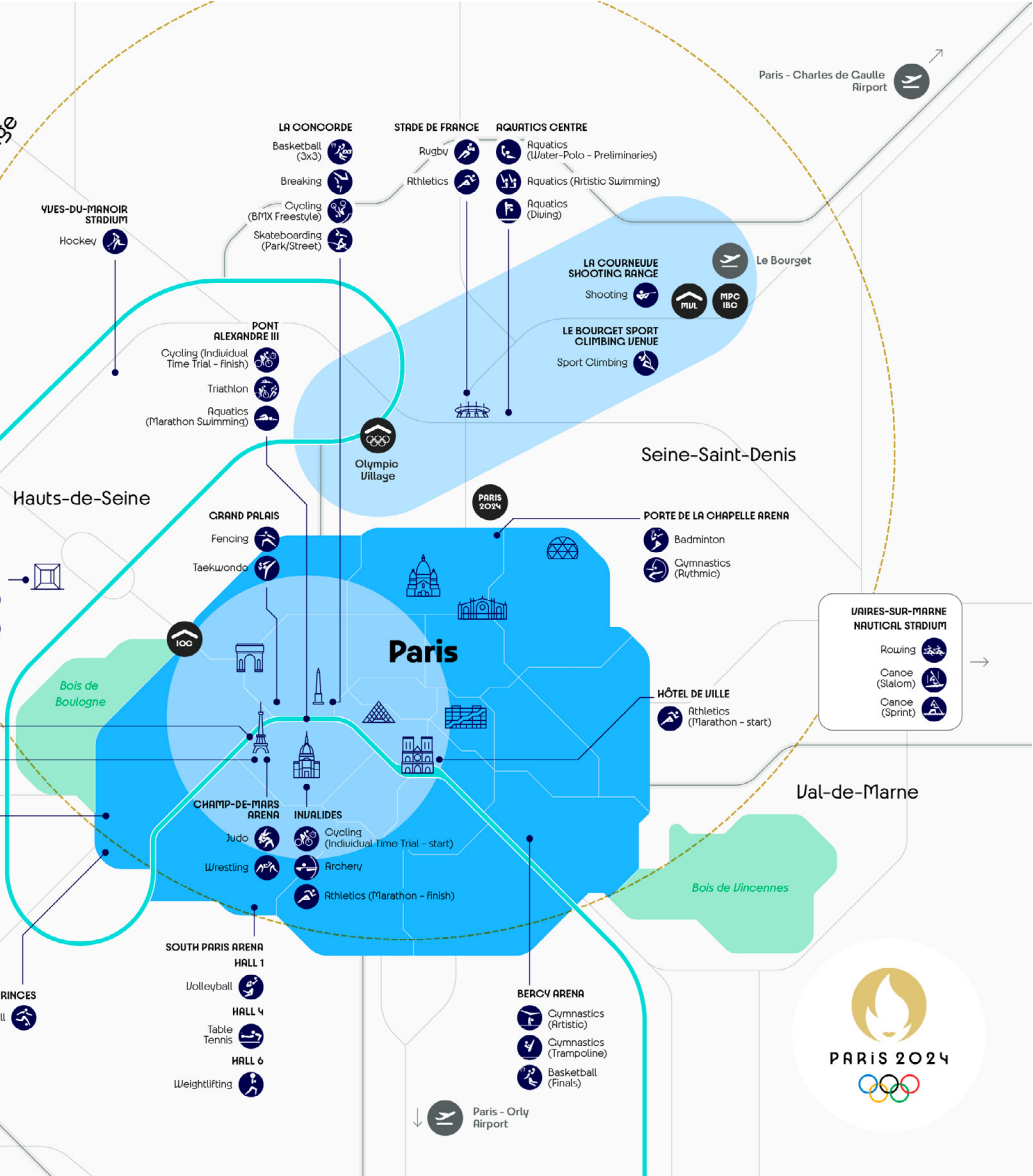 Paris - Charles de Gaulle
Airport
LA CONCORDE
Basketball
(3x3)
Breaking
Cycling
(BMX Freestyle)
Skateboarding
(Park/Street)
STADE DE FRANCE
Rugby
Athletics
AQUATICS CENTRE
Aquatics
(Water-Polo - Preliminaries)
Aquatics (Artistic Swimming)
Aquatics
(Diving)
YVES-DU-MANOIR
STADIUM
Hockey
LA COURNEUVE
SHOOTING RANGE
Shooting
Le Bourget
MVL
MPC
IBC
LE BOURGET SPORT
CLIMBING VENUE
Sport Climbing
PONT
ALEXANDRE III
Cycling (Individual
Time Trial - finish)
Triathlon
Aquatics
(Marathon Swimming)
Olympic
Village
Seine-Saint-Denis
Hauts-de-Seine
PARIS
2024
GRAND PALAIS
Fencing
Taekwondo
PORTE DE LA CHAPELLE ARENA
Badminton
Gymnastics
(Rythmic)
IOC
Paris
VAIRES-SUR-MARNE
NAUTICAL STADIUM
Rowing
Canoe
(Slalom)
Canoe
(Sprint)
Bois de
Boulogne
HÔTEL DE VILLE
Athletics
(Marathon - start)
Val-de-Marne
CHAMP-DE-MARS
ARENA
Judo
Wrestling
INVALIDES
Cycling
(Individual Time Trial - start)
Archery
Athletics (Marathon - finish)
Bois de Vincennes
SOUTH PARIS ARENA
HALL 1
Volleyball
HALL 4
Table
Tennis
HALL 6
Weightlifting
BERCY ARENA
Gymnastics
(Artistic)
Gymnastics
(Trampoline)
Basketball
(Finals)
Paris - Orly
Airport
PARIS 2024